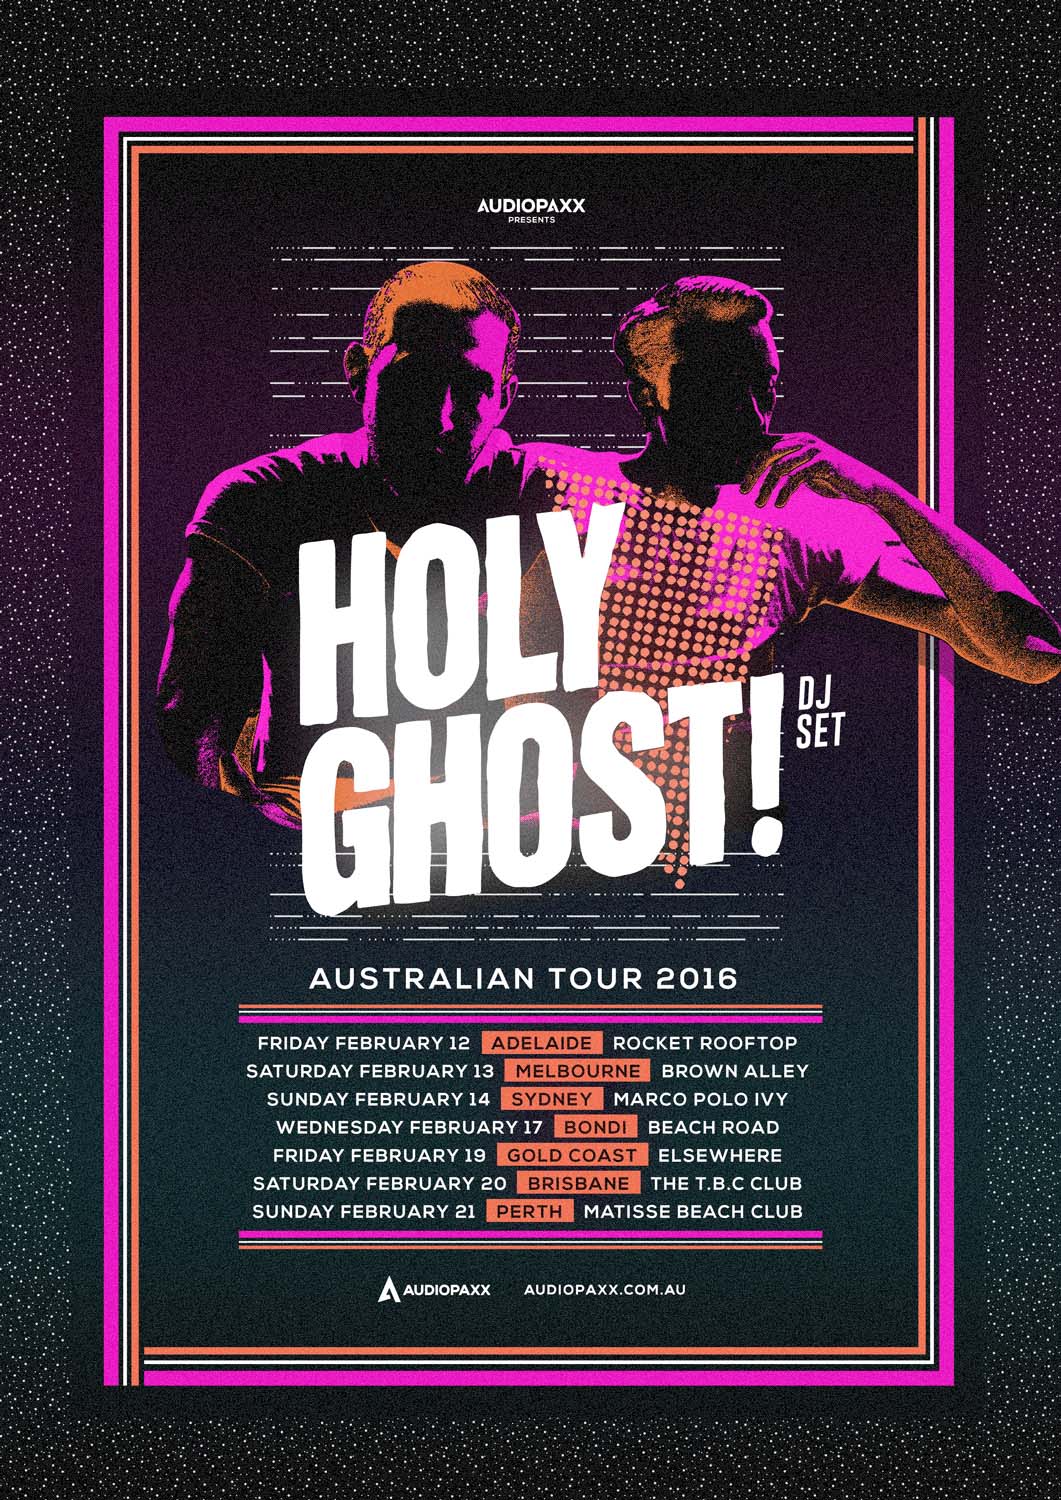 AUDIOPAXX
PRESENTS
HOLY
GHOST!
DJ
SET
AUSTRALIAN TOUR 2016
FRIDAY FEBRUARY 12 ADELAIDE ROCKET ROOFTOP
SATURDAY FEBRUARY 13 MELBOURNE BROWN ALLEY
SUNDAY FEBRUARY 14 SYDNEY MARCO POLO IVY
WEDNESDAY FEBRUARY 17 BONDI BEACH ROAD
FRIDAY FEBRUARY 19 GOLD COAST ELSEWHERE
SATURDAY FEBRUARY 20 BRISBANE THE T.B.C CLUB
SUNDAY FEBRUARY 21 PERTH MATISSE BEACH CLUB
AUDIOPAXX AUDIOPAXX.COM.AU